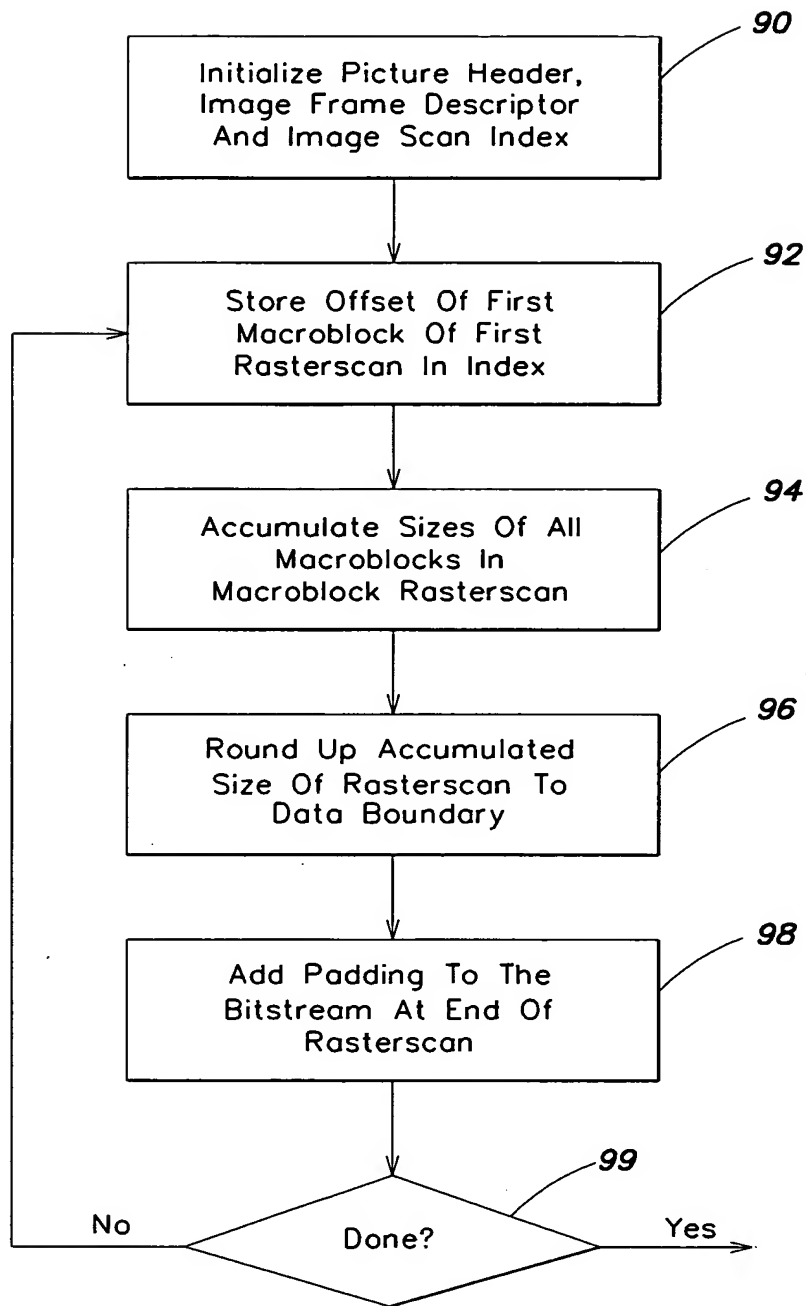 90
Initialize Picture Header,
Image Frame Descriptor
And Image Scan Index
92
Store Offset Of First
Macroblock Of First
Rasterscan In Index
94
Accumulate Sizes Of All
Macroblocks In
Macroblock Rasterscan
96
Round Up Accumulated
Size Of Rasterscan To
Data Boundary
98
Add Padding To The
Bitstream At End Of
Rasterscan
99
No
Done?
Yes